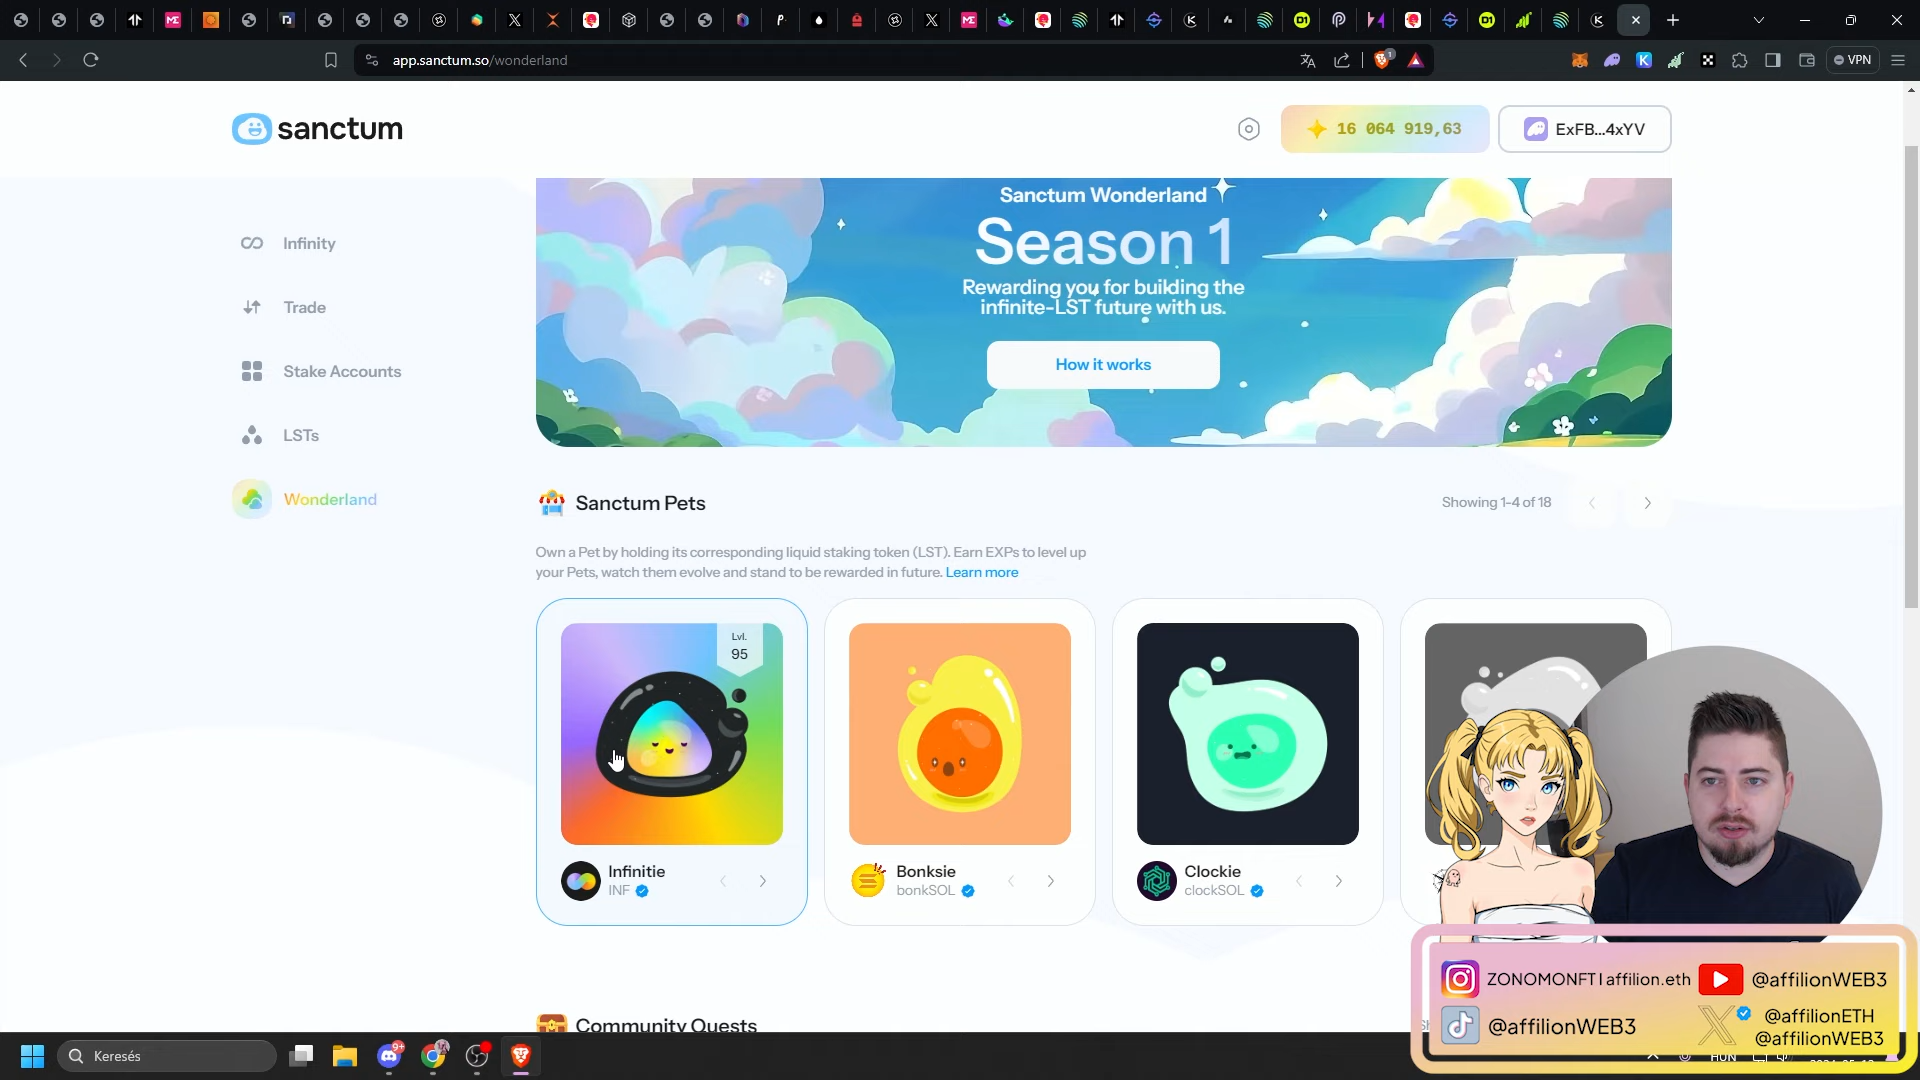 app.sanctum.so/wonderland
1
VPN
sanctum
16 064 919,63
ExFB...4xYV
Infinity
Trade
Stake Accounts
LSTs
Wonderland
Sanctum Wonderland
Season 1
Rewarding you for building the
infinite-LST future with us.
How it works
Sanctum Pets
Showing 1-4 of 18
Own a Pet by holding its corresponding liquid staking token (LST). Earn EXPs to level up
your Pets, watch them evolve and stand to be rewarded in future. Learn more
Lvl.
95
Infinitie
INF
Bonksie
bonkSOL
Clockie
clockSOL
Community Quests
ZONOMONFT | affilion.eth
@affilionWEB3
@affilionWEB3
@affilionETH
@affilionWEB3
Keresés
9+
HUN